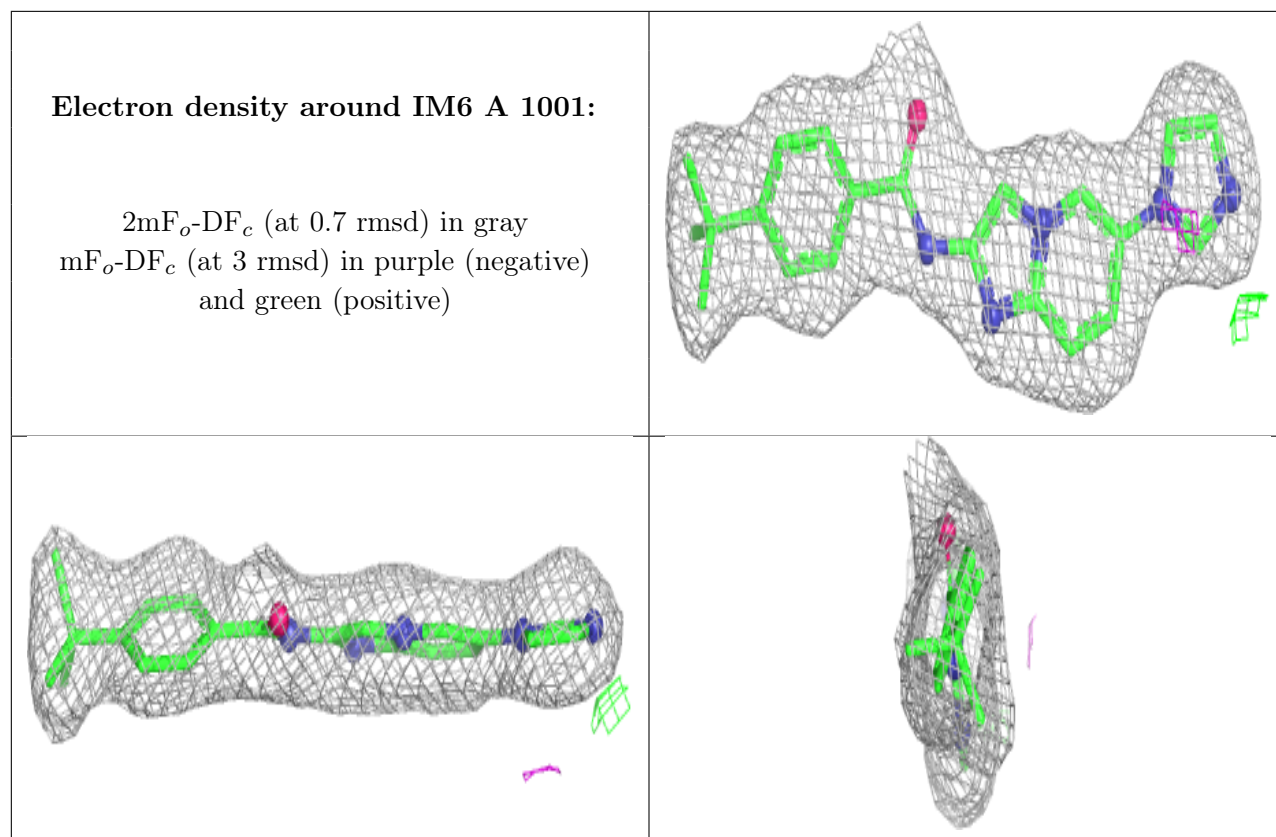 Electron density around IM6 A 1001:
2mFo-DFc (at 0.7 rmsd) in gray
mFo-DFc (at 3 rmsd) in purple (negative)
and green (positive)